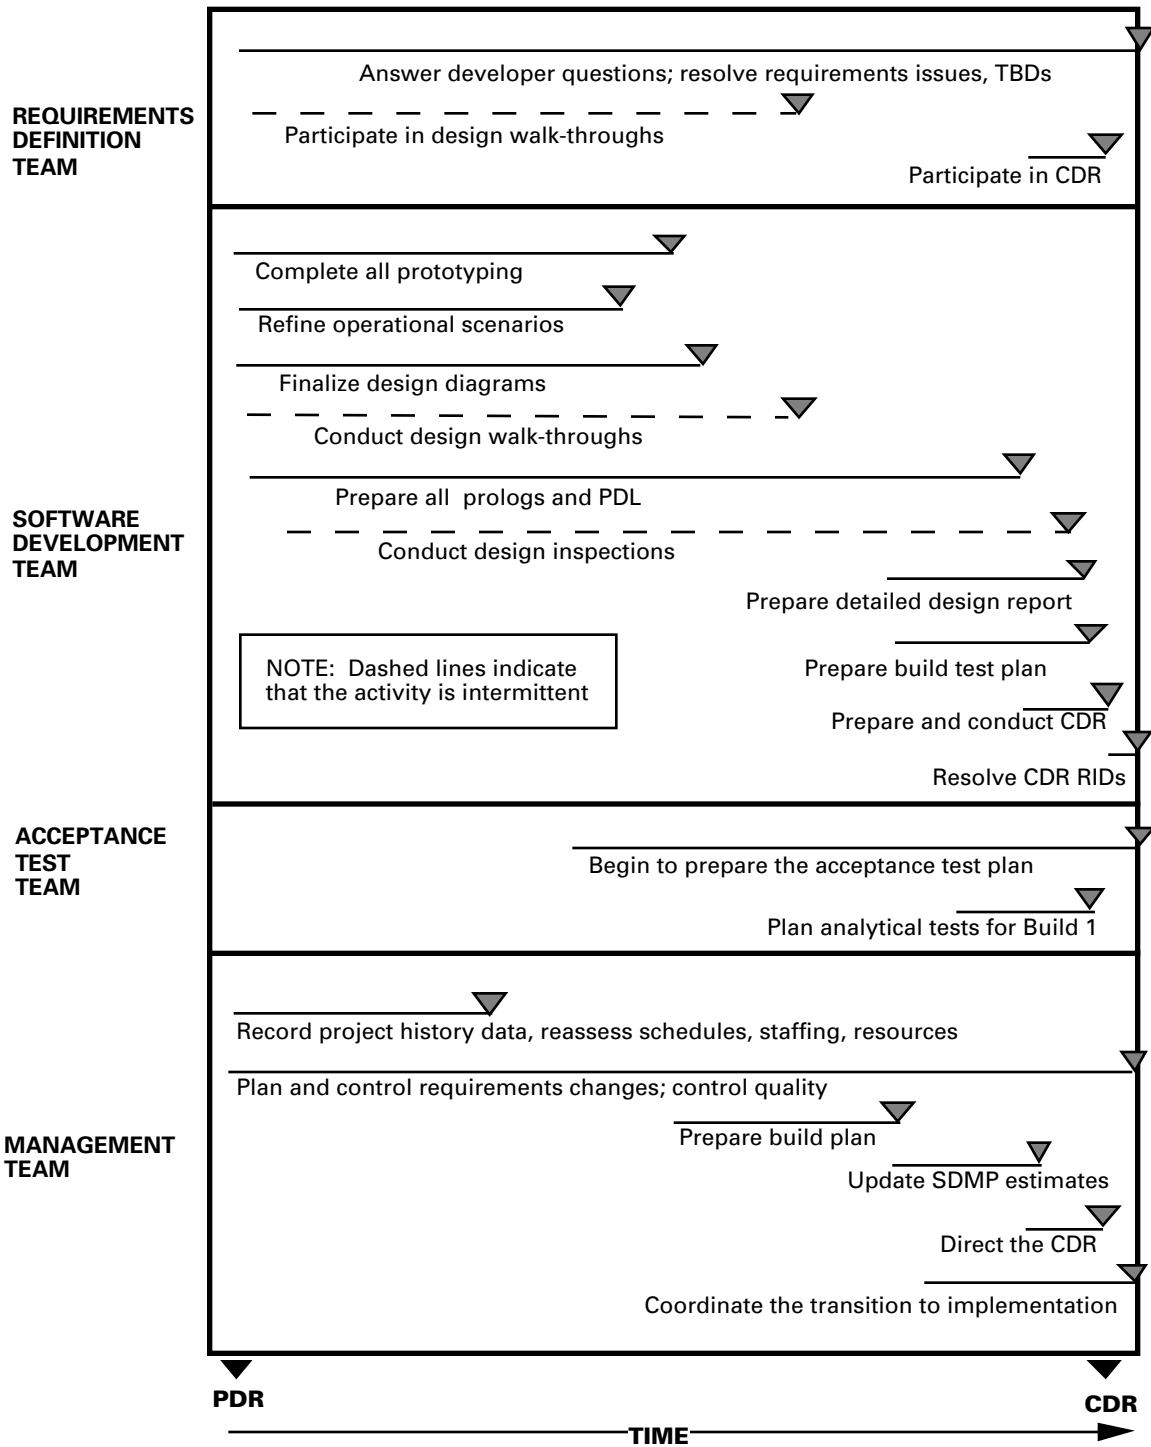 REQUIREMENTS
DEFINITION
TEAM
Answer developer questions; resolve requirements issues, TBDs
Participate in design walk-throughs
Participate in CDR
SOFTWARE
DEVELOPMENT
TEAM
Complete all prototyping
Refine operational scenarios
Finalize design diagrams
Conduct design walk-throughs
Prepare all prologs and PDL
Conduct design inspections
Prepare detailed design report
Prepare build test plan
Prepare and conduct CDR
Resolve CDR RIDs
NOTE: Dashed lines indicate
that the activity is intermittent
ACCEPTANCE
TEST
TEAM
Begin to prepare the acceptance test plan
Plan analytical tests for Build 1
MANAGEMENT
TEAM
Record project history data, reassess schedules, staffing, resources
Plan and control requirements changes; control quality
Prepare build plan
Update SDMP estimates
Direct the CDR
Coordinate the transition to implementation
PDR
CDR
TIME